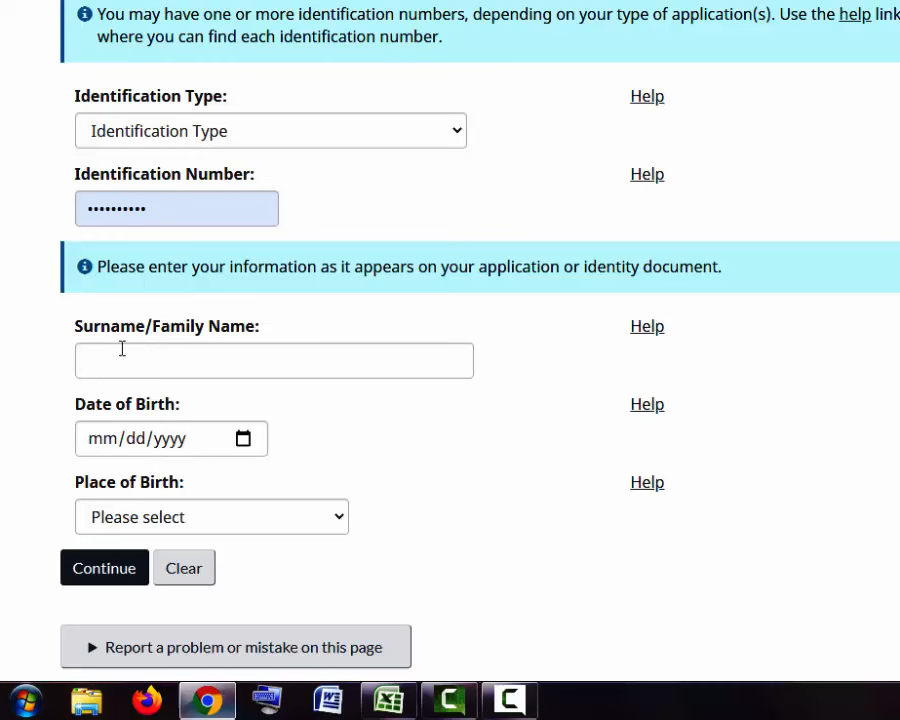 You may have one or more identification numbers, depending on your type of application(s). Use the help link
where you can find each identification number.
Identification Type:
Help
Identification Type
Identification Number:
Help
••••••••••
Please enter your information as it appears on your application or identity document.
Surname/Family Name:
Help
Date of Birth:
Help
mm/dd/yyyy
Place of Birth:
Help
Please select
Continue
Clear
Report a problem or mistake on this page